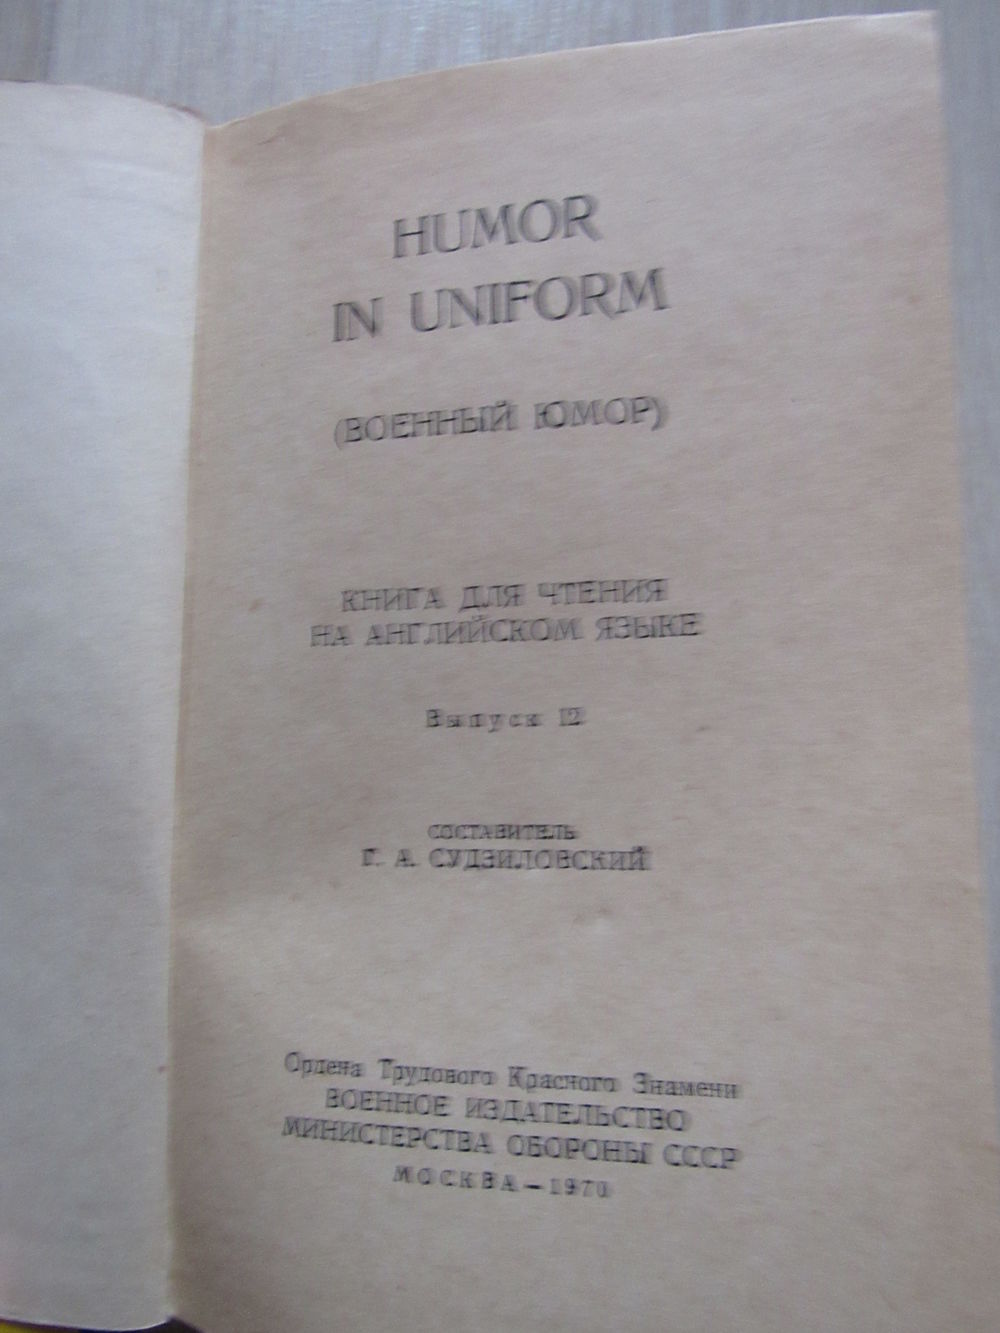 HUMOR
IN UNIFORM
(ВОЕННЫЙ ЮМОР)
КНИГА ДЛЯ ЧТЕНИЯ
НА АНГЛИЙСКОМ ЯЗЫКЕ
Выпуск 12
СОСТАВИТЕЛЬ
Г. А. СУДЗИЛОВСКИЙ
Ордена Трудового Красного Знамени
ВОЕННОЕ ИЗДАТЕЛЬСТВО
МИНИСТЕРСТВА ОБОРОНЫ СССР
МОСКВА — 1970